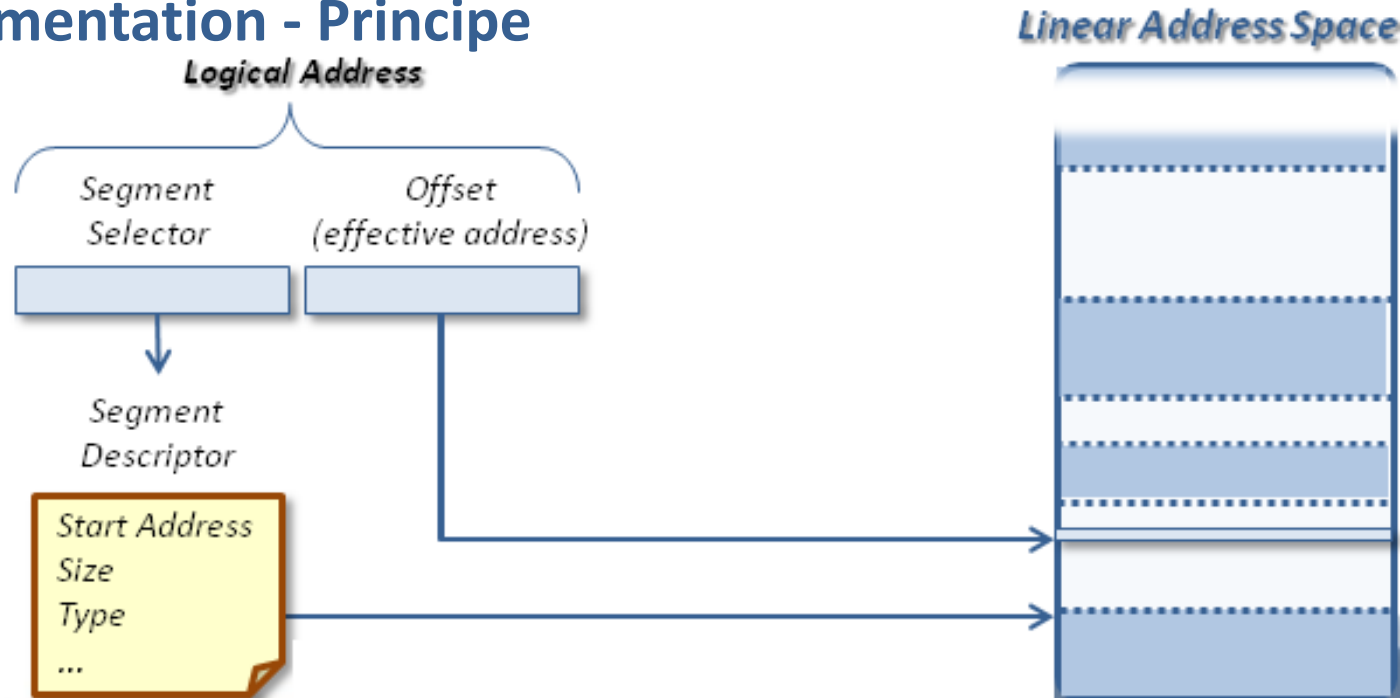 mentation - Principe
Linear Address Space
Logical Address
Segment
Selector
Offset
(effective address)
Segment
Descriptor
Start Address
Size
Type
...